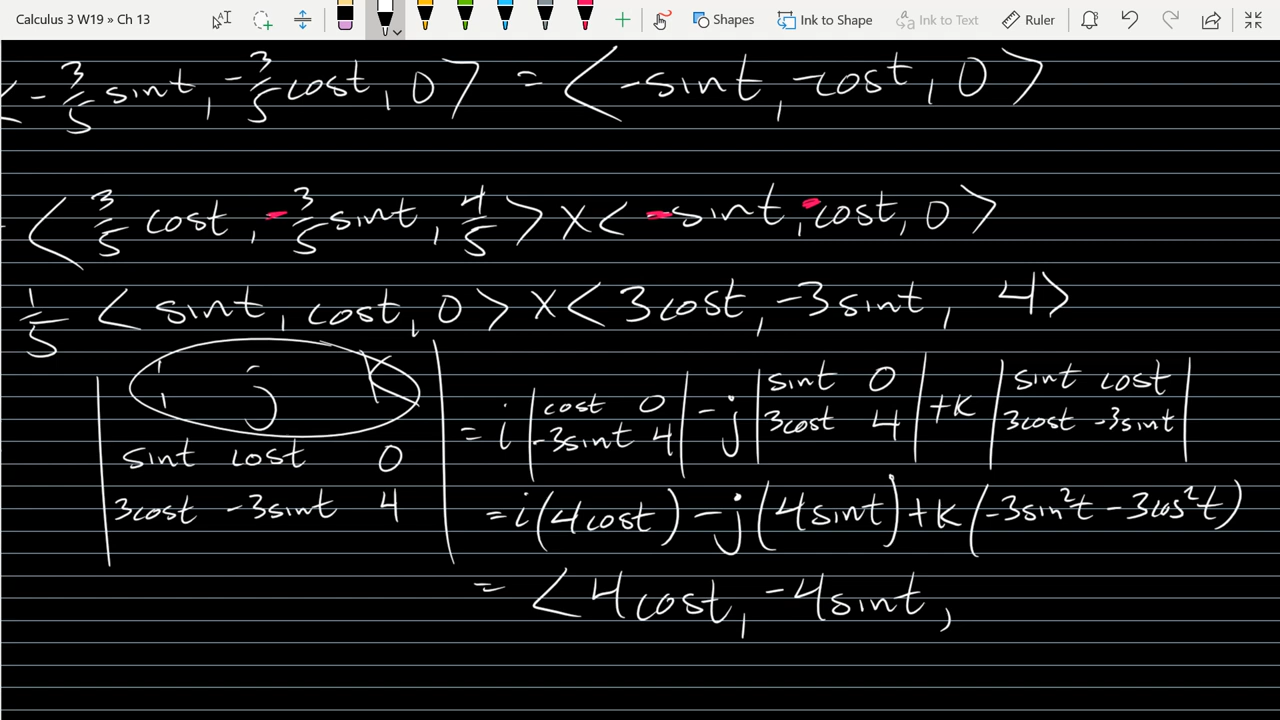 Calculus 3 W19 » Ch 13 Shapes Ink to Shape Ink to Text Ruler
< -3/5 sint, -3/5 cost, 0 > = < -sint, -cost, 0 >
< 3/5 cost, -3/5 sint, 4/5 > × < -sint, -cost, 0 >
1/5 < sint, cost, 0 > × < 3cost, -3sint, 4 >
| i j k |
| sint cost 0 |
| 3cost -3sint 4 |
= i | cost 0 | - j | sint 0 | + k | sint cost |
| -3sint 4 | | 3cost 4 | | 3cost -3sint |
= i(4cost) - j(4sint) + k(-3sin²t - 3cos²t)
= < 4cost, -4sint,